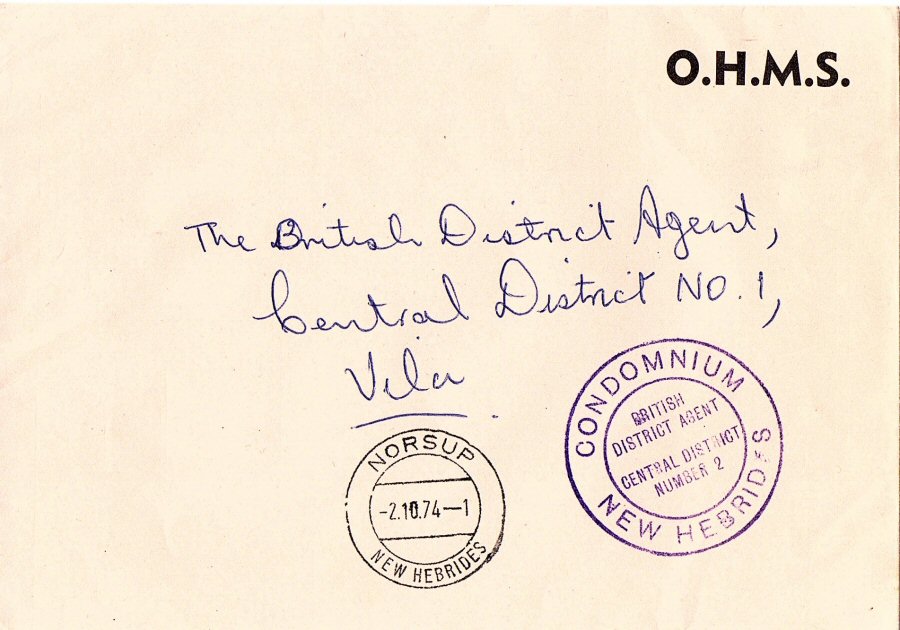 O.H.M.S.
The British District Agent,
Central District No. 1,
Vila
NORSUP
-2.10.74—1
NEW HEBRIDES
CONDOMNIUM
BRITISH
DISTRICT AGENT
CENTRAL DISTRICT
NUMBER 2
NEW HEBRIDES